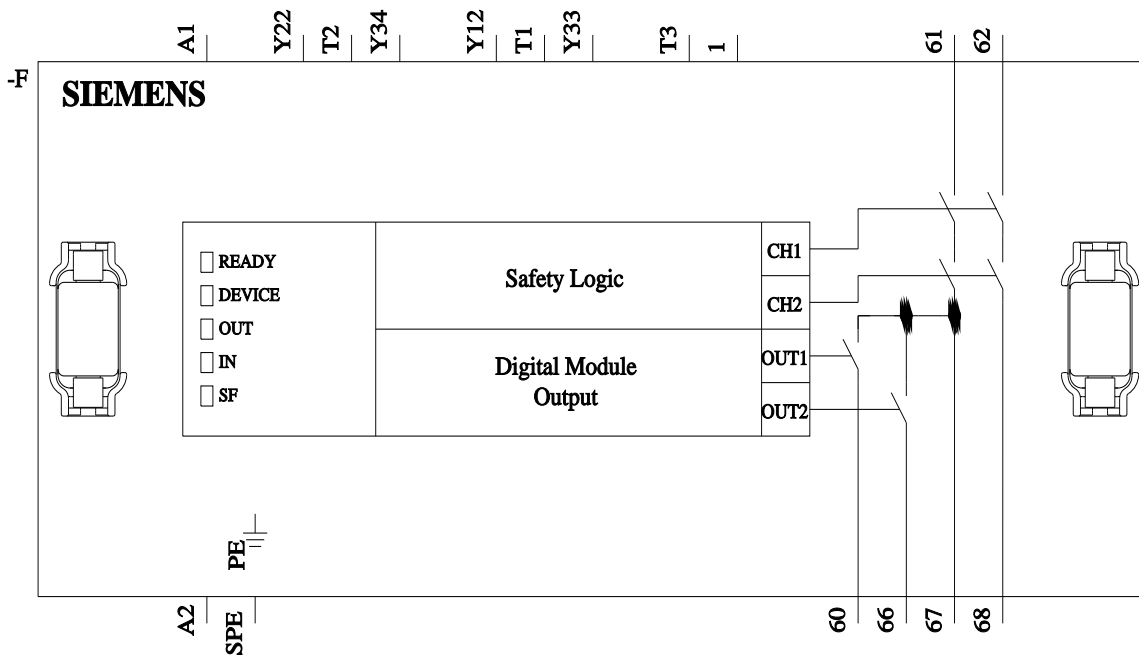 A1
Y22
T2
Y34
Y12
T1
Y33
T3
1
61
62
-F
SIEMENS
READY
DEVICE
OUT
IN
SF
Safety Logic
Digital Module
Output
CH1
CH2
OUT1
OUT2
PE
A2
SPE
60
66
67
68